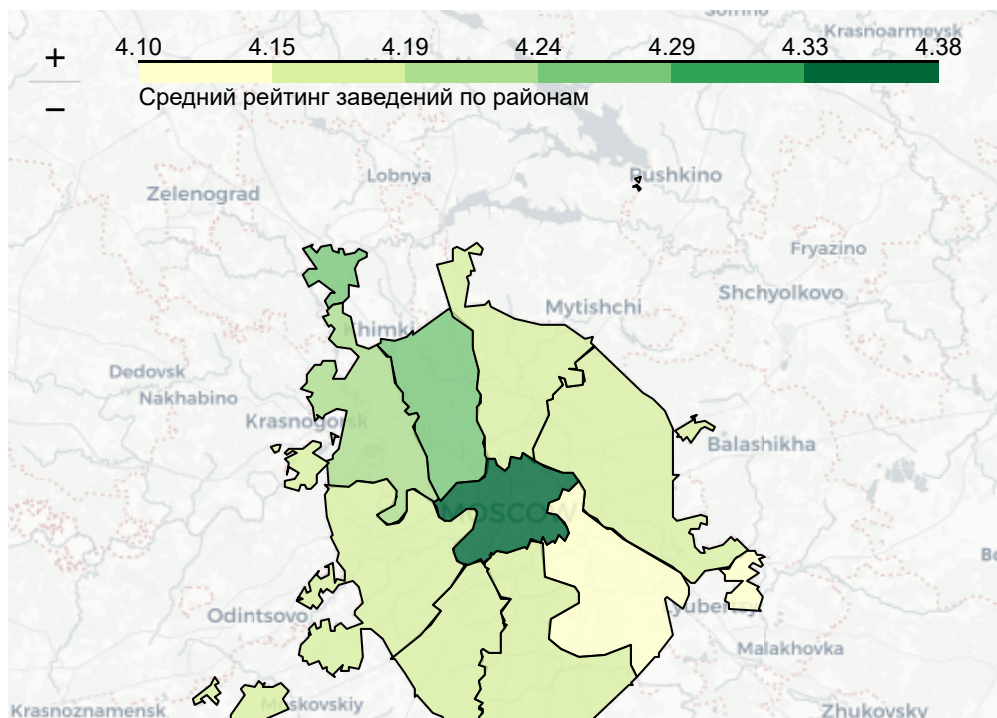 Sofrino
Krasnoarmeysk
+
4.10 4.15 4.19 4.24 4.29 4.33 4.38
−
Средний рейтинг заведений по районам
Lobnya
Pushkino
Zelenograd
Fryazino
Shchyolkovo
Mytishchi
Khimki
Dedovsk
Nakhabino
Krasnogorsk
Balashikha
MOSCOW
Odintsovo
Lyubertsy
Malakhovka
Krasnoznamensk
Moskovskiy
Zhukovsky